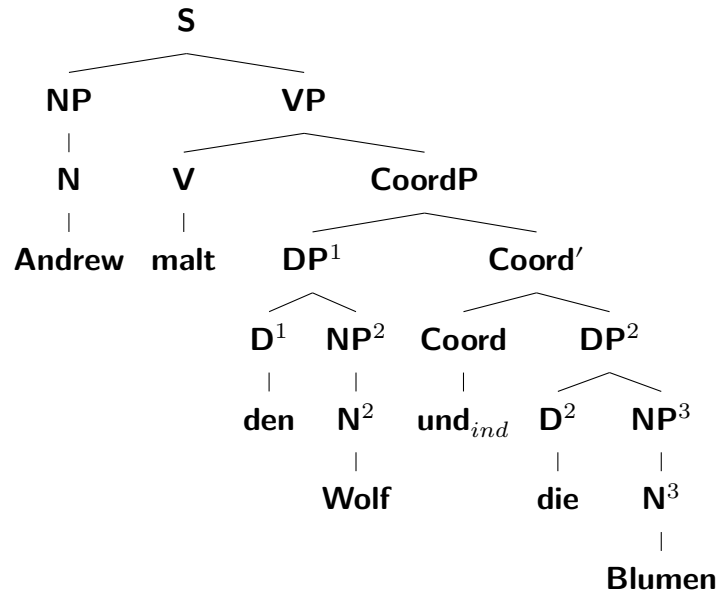 S
NP VP
N V CoordP
Andrew malt DP¹ Coord′
D¹ NP² Coord DP²
den N² und_ind D² NP³
Wolf die N³
Blumen